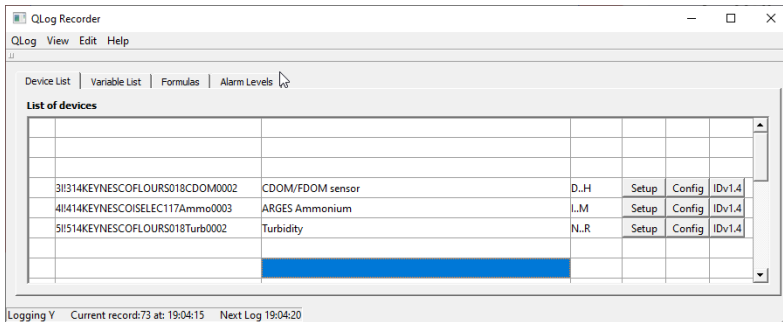 QLog Recorder
QLog View Edit Help
Device List Variable List Formulas Alarm Levels
List of devices
3I!314KEYNESCOFLOURS018CDOM0002 CDOM/FDOM sensor D..H Setup Config IDv1.4
4I!414KEYNESCOISELEC117Ammo0003 ARGES Ammonium I..M Setup Config IDv1.4
5I!514KEYNESCOFLOURS018Turb0002 Turbidity N..R Setup Config IDv1.4
Logging Y Current record:73 at: 19:04:15 Next Log 19:04:20